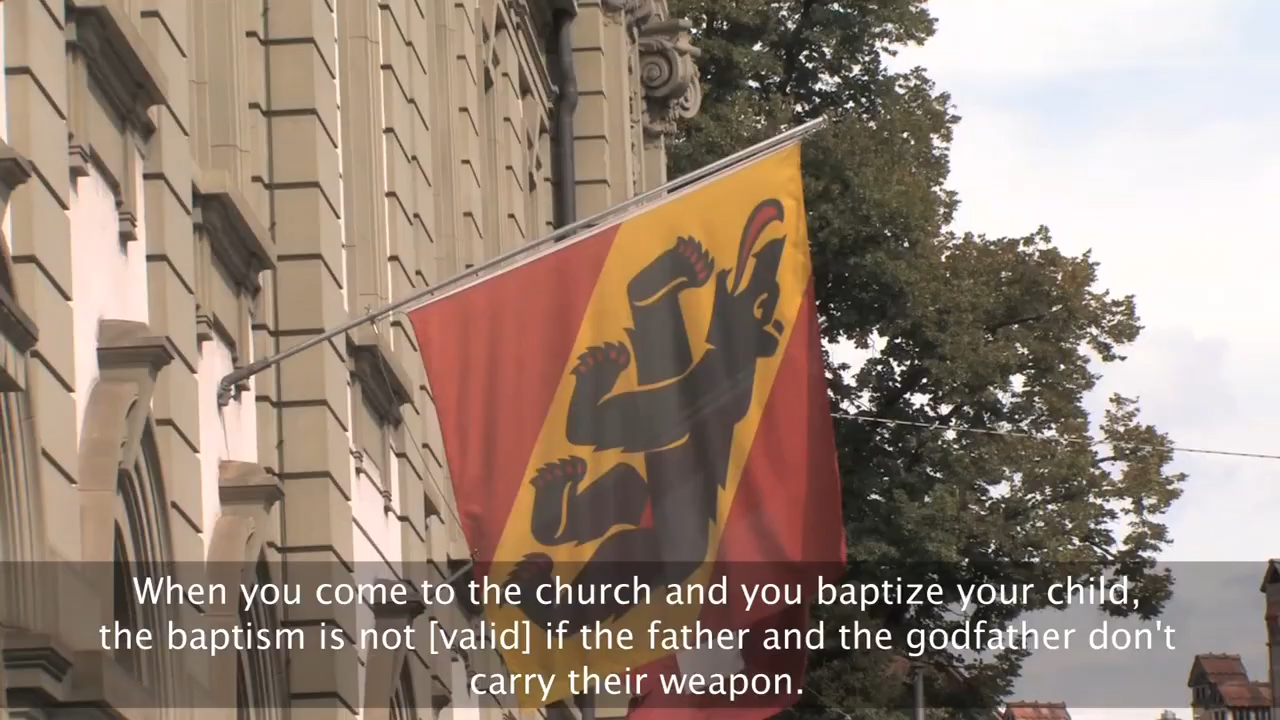 When you come to the church and you baptize your child,
the baptism is not [valid] if the father and the godfather don't
carry their weapon.